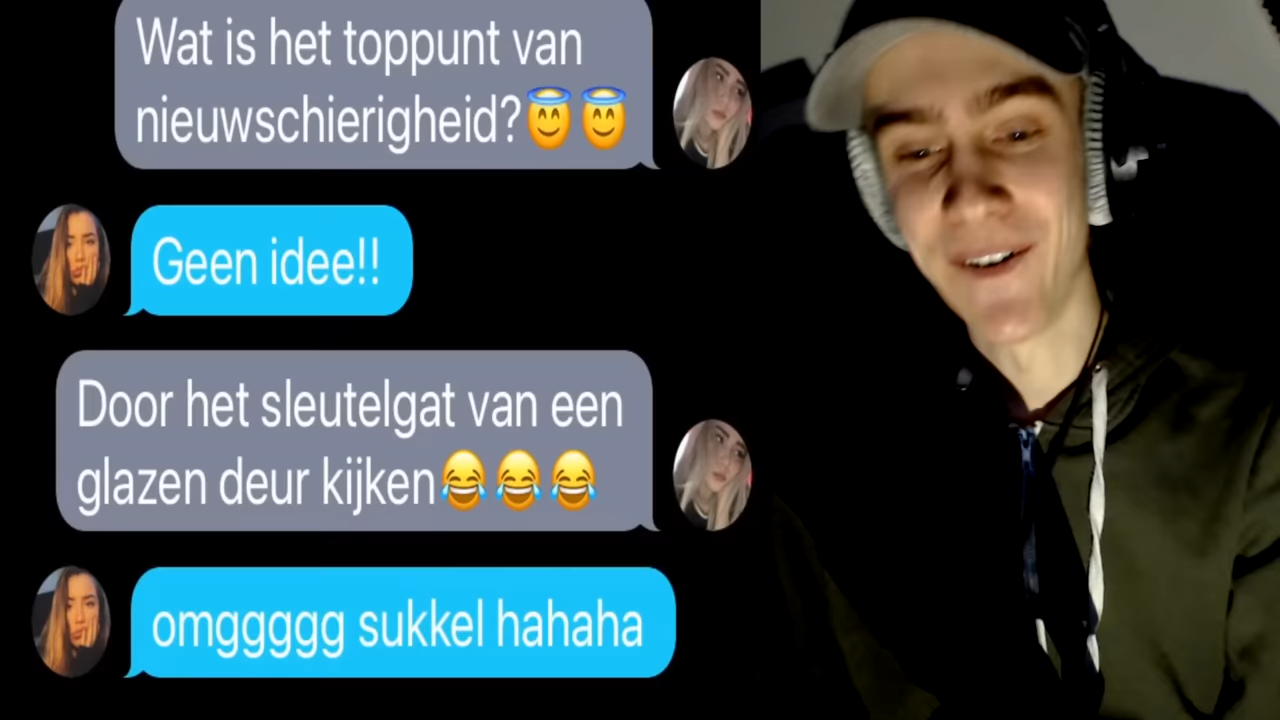 Wat is het toppunt van
nieuwschierigheid?😇😇
Geen idee!!
Door het sleutelgat van een
glazen deur kijken😂😂😂
omggggg sukkel hahaha